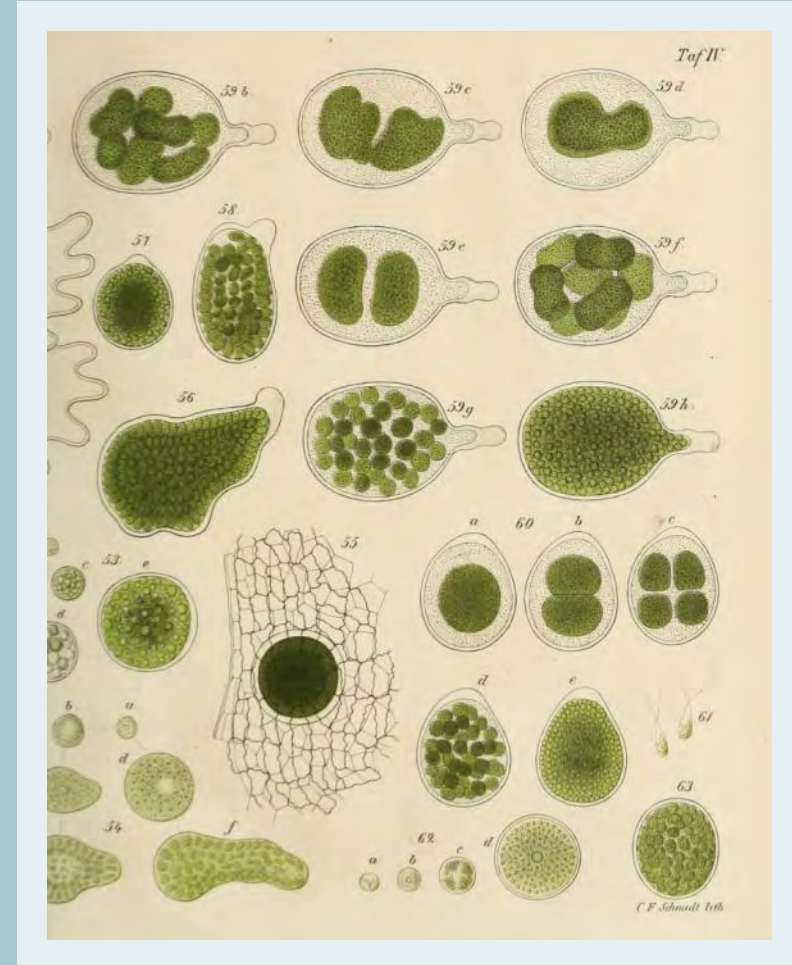 Taf IV.
59 b
59 c
59 d
58.
57
59 e
59 f.
56
59 g
59 h.
a 60 b c
55
c. 53. e
d
d e
61
b a
d
63.
54 f
62
a b c d
C. F. Schmidt lith.